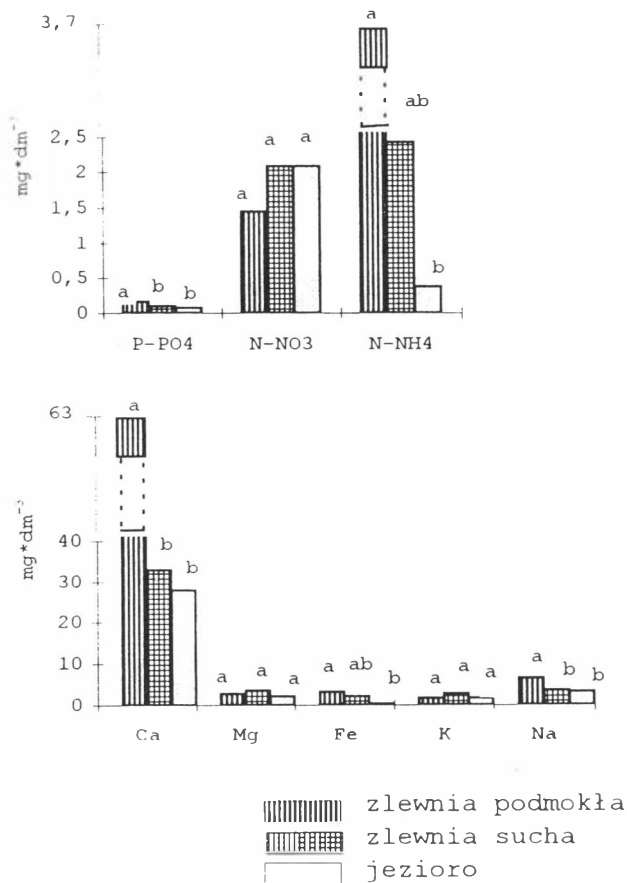 3,7
a
ab
2,5
a a
2
mg*dm⁻³
1,5
a
1
0,5
a b b
b
0
P-PO4 N-NO3 N-NH4
63
a
mg*dm⁻³
40
b
30
b
20
10
a a a
a ab b
a a a
a b b
0
Ca Mg Fe K Na
zlewnia podmokła
zlewnia sucha
jezioro